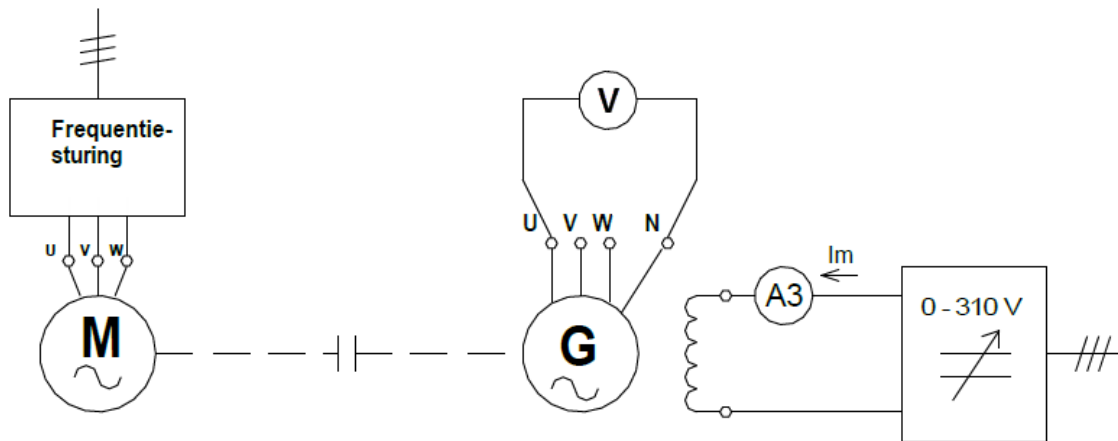 Frequentie-
sturing
U V W
M
V
U V W N
G
Im
A3
0 - 310 V